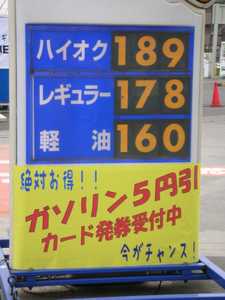 ハイオク 189
レギュラー 178
軽油 160
絶対お得!!
ガソリン5円引
カード発券受付中
今がチャンス!